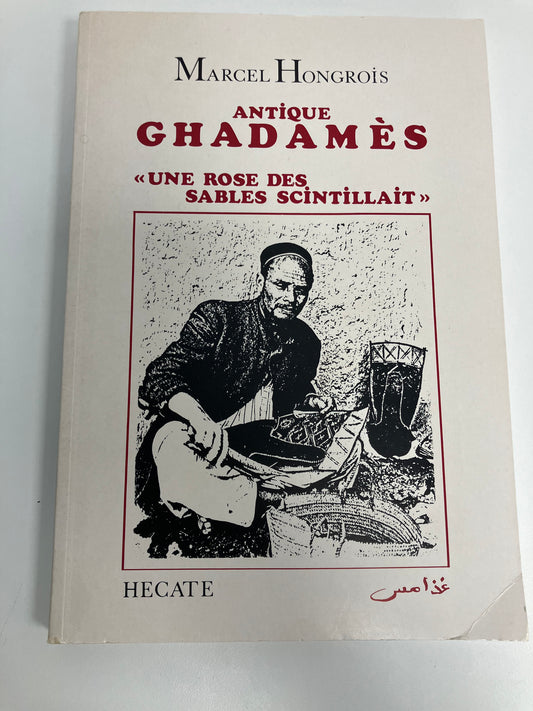 MARCEL HONGROIS
ANTIQUE
GHADAMÈS
« UNE ROSE DES
SABLES SCINTILLAIT »
HECATE
غدامس